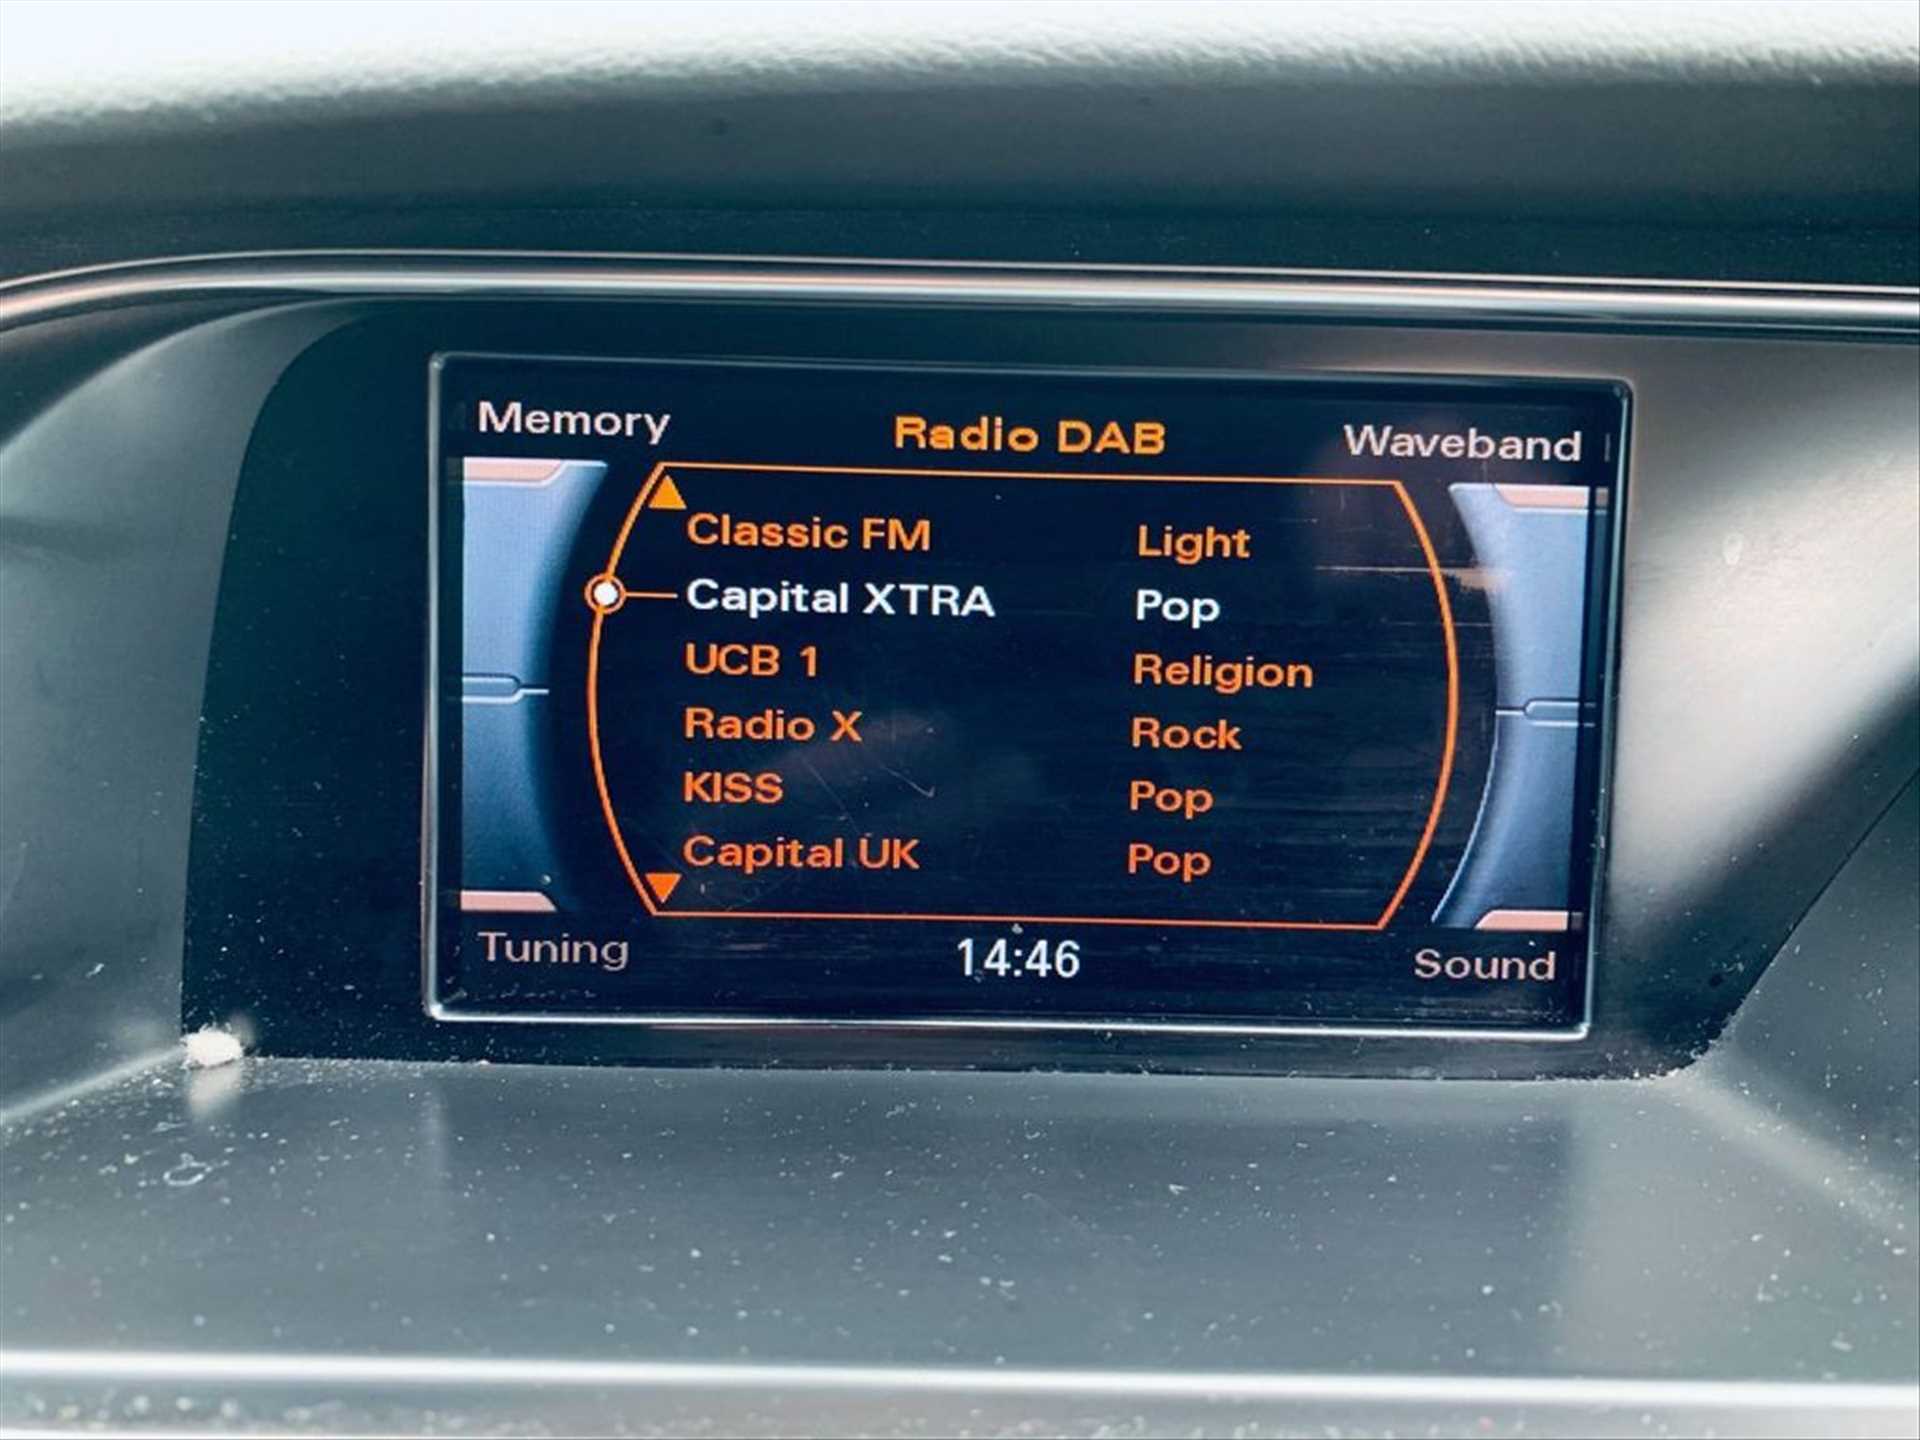 Memory Radio DAB Waveband
Classic FM Light
Capital XTRA Pop
UCB 1 Religion
Radio X Rock
KISS Pop
Capital UK Pop
Tuning 14:46 Sound